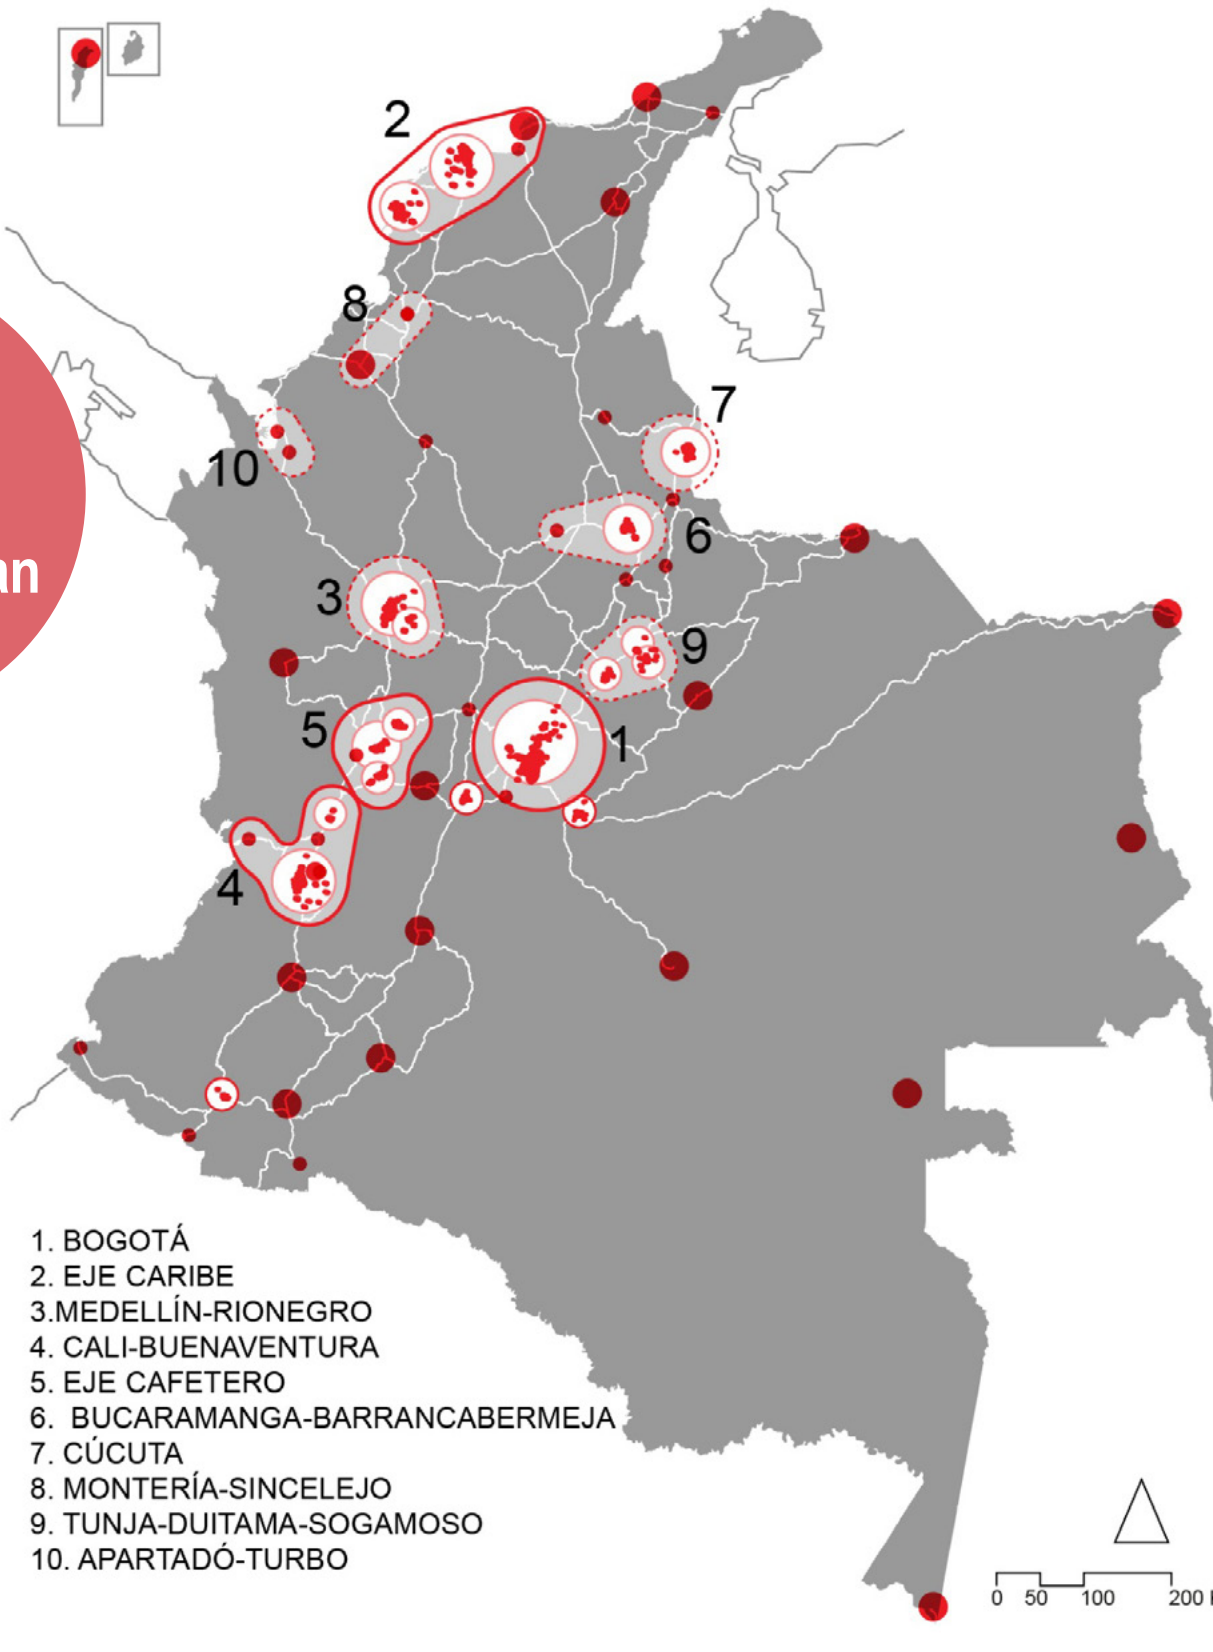 2
8
7
10
6
3
9
5
1
4
an
1. BOGOTÁ
2. EJE CARIBE
3.MEDELLÍN-RIONEGRO
4. CALI-BUENAVENTURA
5. EJE CAFETERO
6. BUCARAMANGA-BARRANCABERMEJA
7. CÚCUTA
8. MONTERÍA-SINCELEJO
9. TUNJA-DUITAMA-SOGAMOSO
10. APARTADÓ-TURBO
0 50 100 200